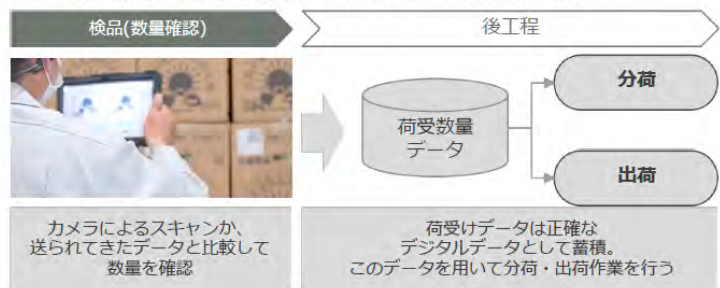 検品(数量確認)
後工程
荷受数量
データ
分荷
出荷
カメラによるスキャンか、
送られてきたデータと比較して
数量を確認
荷受けデータは正確な
デジタルデータとして蓄積。
このデータを用いて分荷・出荷作業を行う